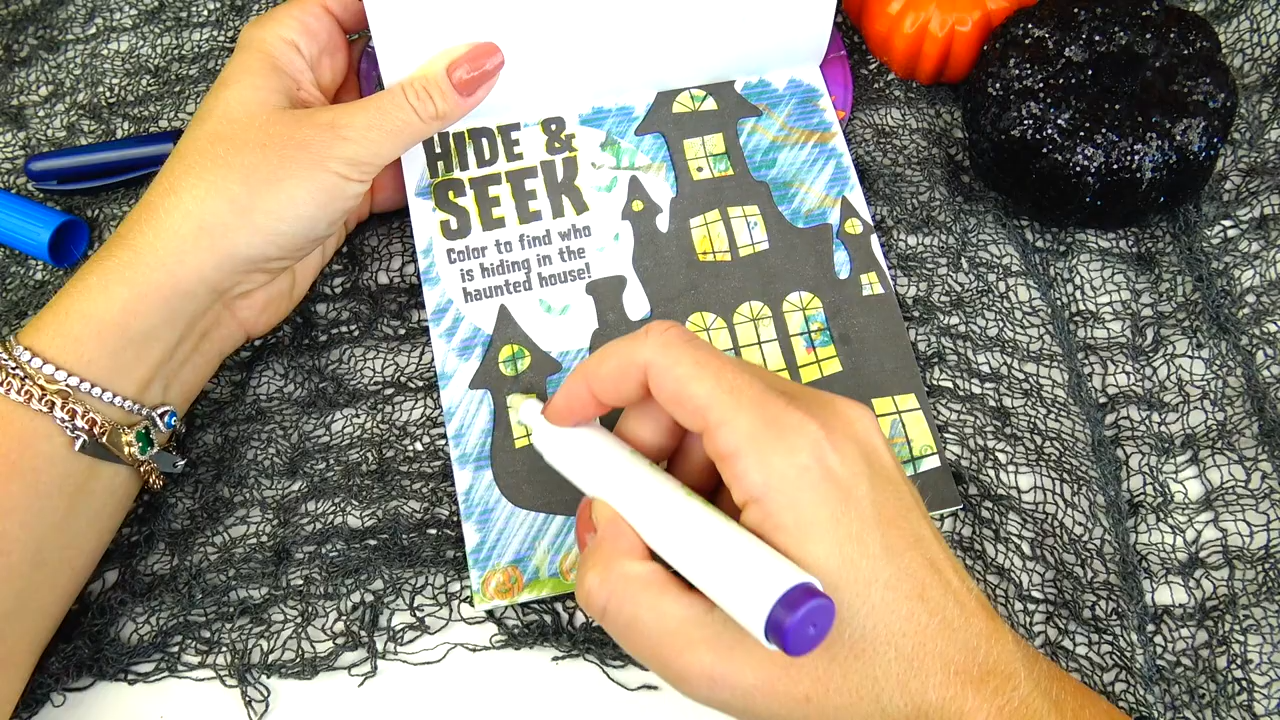 HIDE &
SEEK
Color to find who
is hiding in the
haunted house!